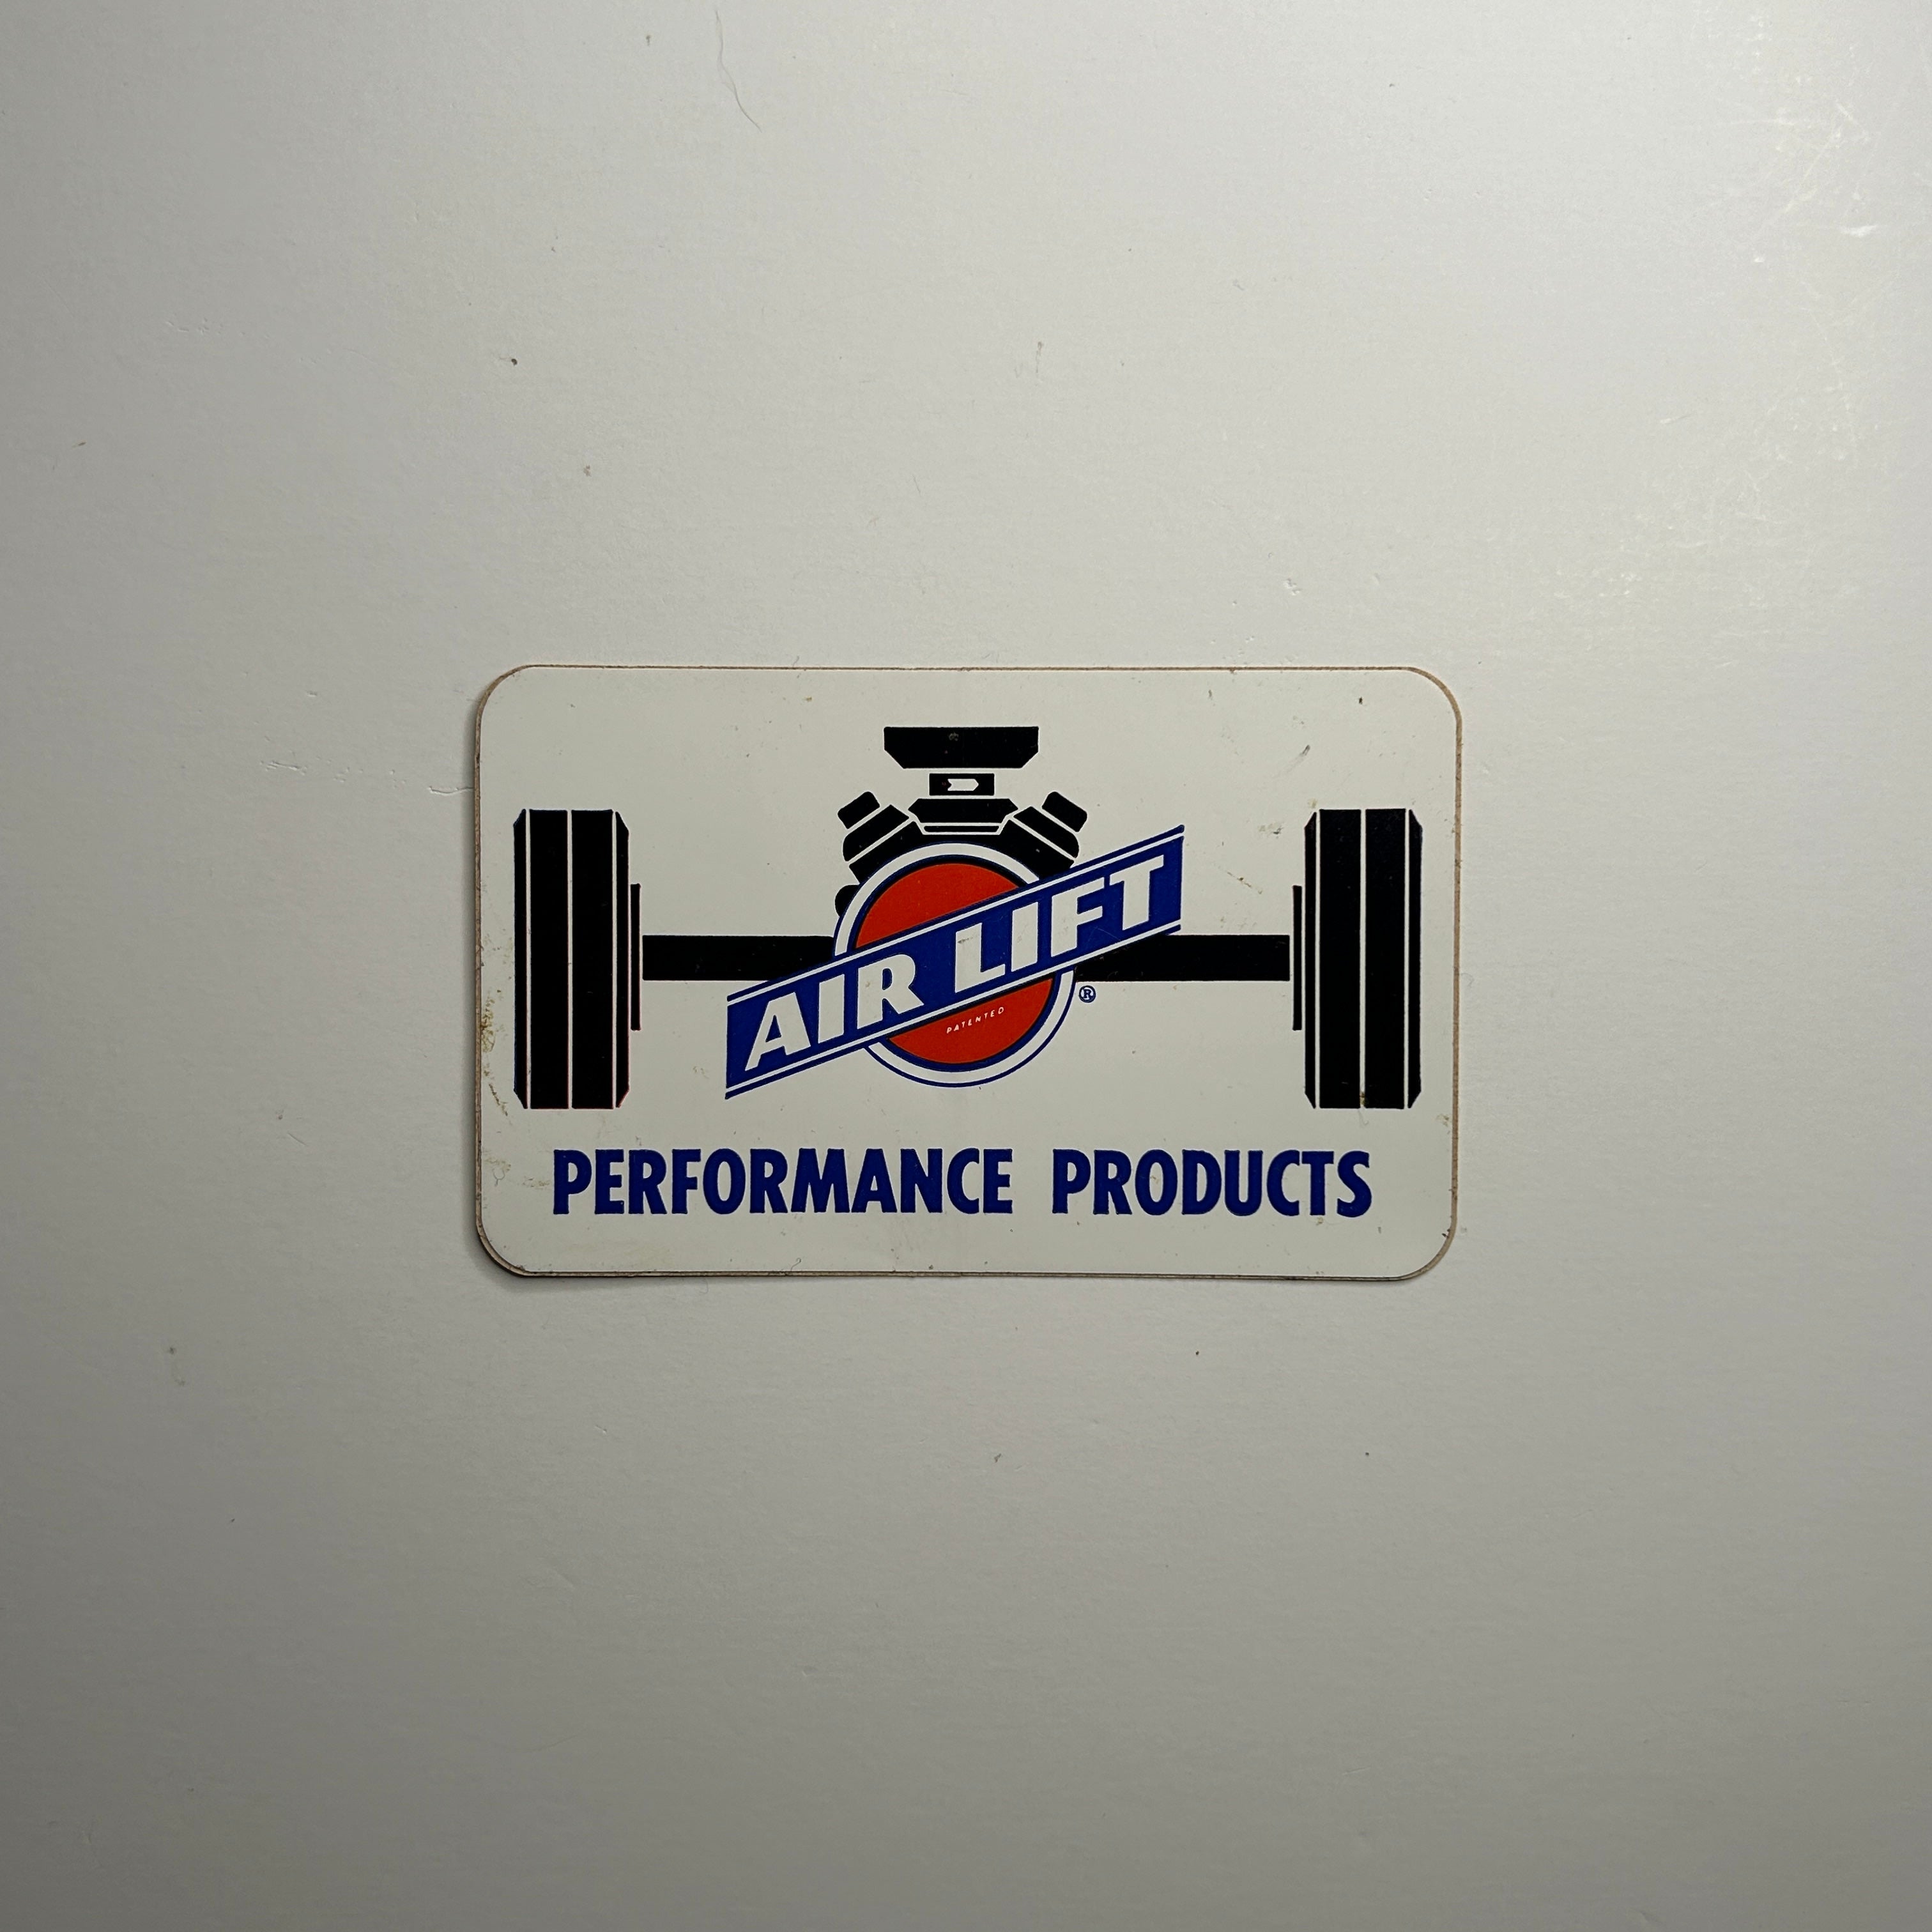 AIR LIFT
®
PATENTED
PERFORMANCE PRODUCTS